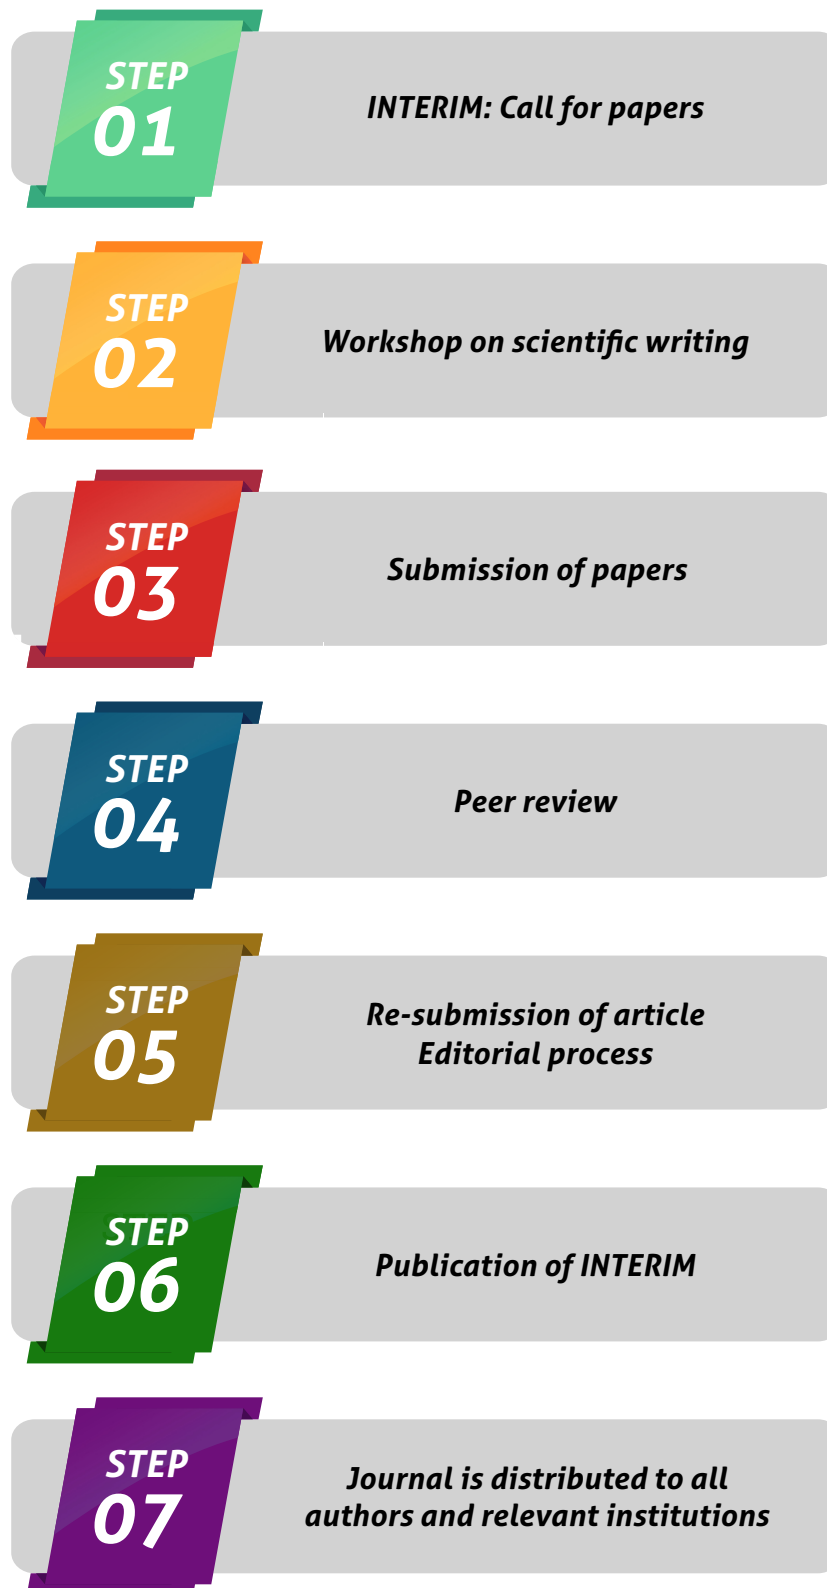 STEP
01
INTERIM: Call for papers
STEP
02
Workshop on scientific writing
STEP
03
Submission of papers
STEP
04
Peer review
STEP
05
Re-submission of article
Editorial process
STEP
06
Publication of INTERIM
STEP
07
Journal is distributed to all
authors and relevant institutions